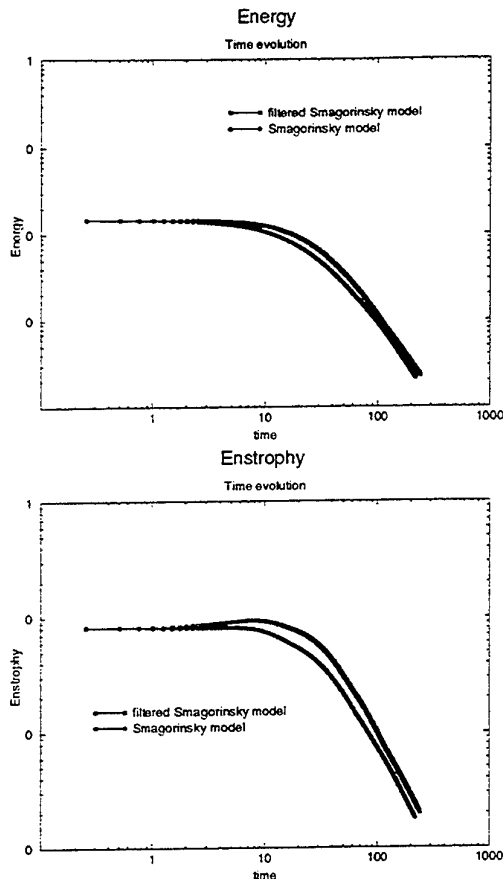 Energy
Time evolution
1
filtered Smagorinsky model
Smagorinsky model
0
0
0
Energy
1
10
100
1000
time
Enstrophy
Time evolution
1
0
Enstrophy
filtered Smagorinsky model
Smagorinsky model
0
0
1
10
100
1000
time